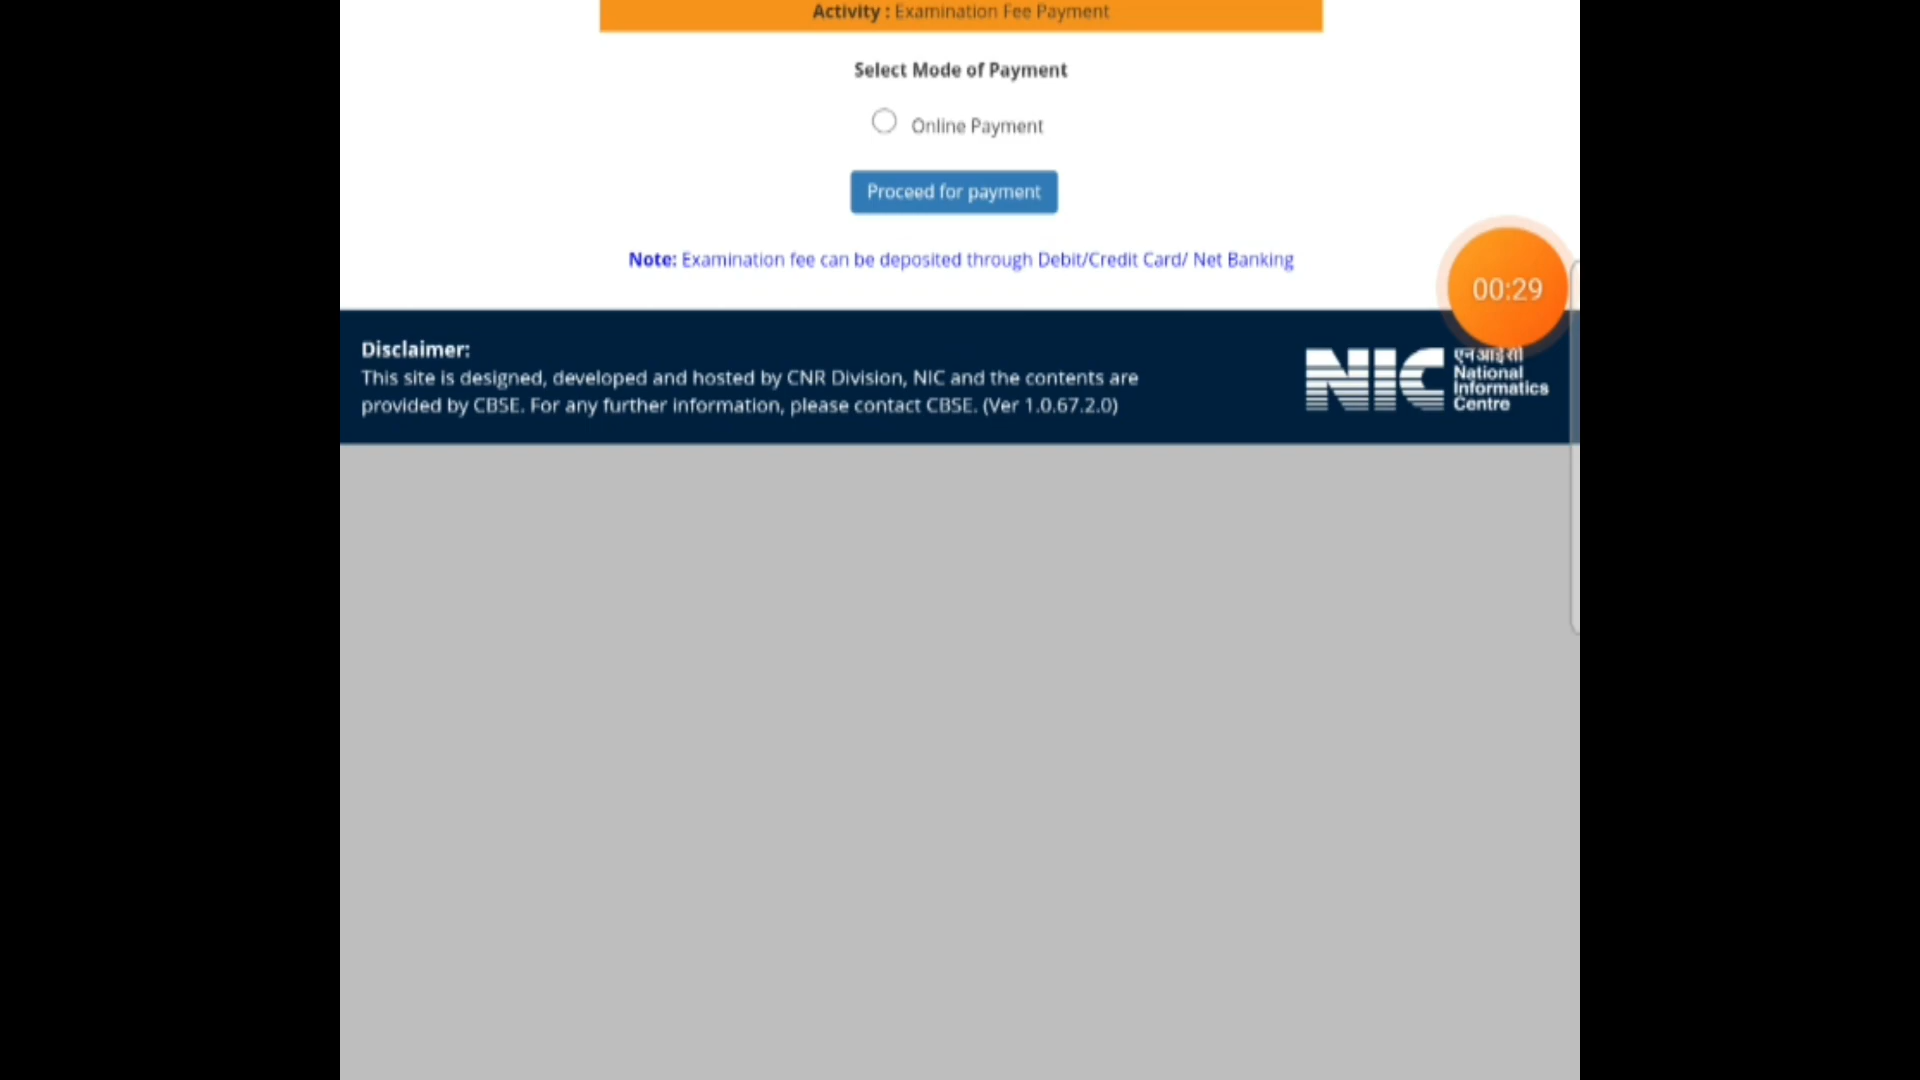 Activity : Examination Fee Payment
Select Mode of Payment
Online Payment
Proceed for payment
Note: Examination fee can be deposited through Debit/Credit Card/ Net Banking
00:29
Disclaimer:
This site is designed, developed and hosted by CNR Division, NIC and the contents are
provided by CBSE. For any further information, please contact CBSE. (Ver 1.0.67.2.0)
NIC
एन आई सी
National
Informatics
Centre